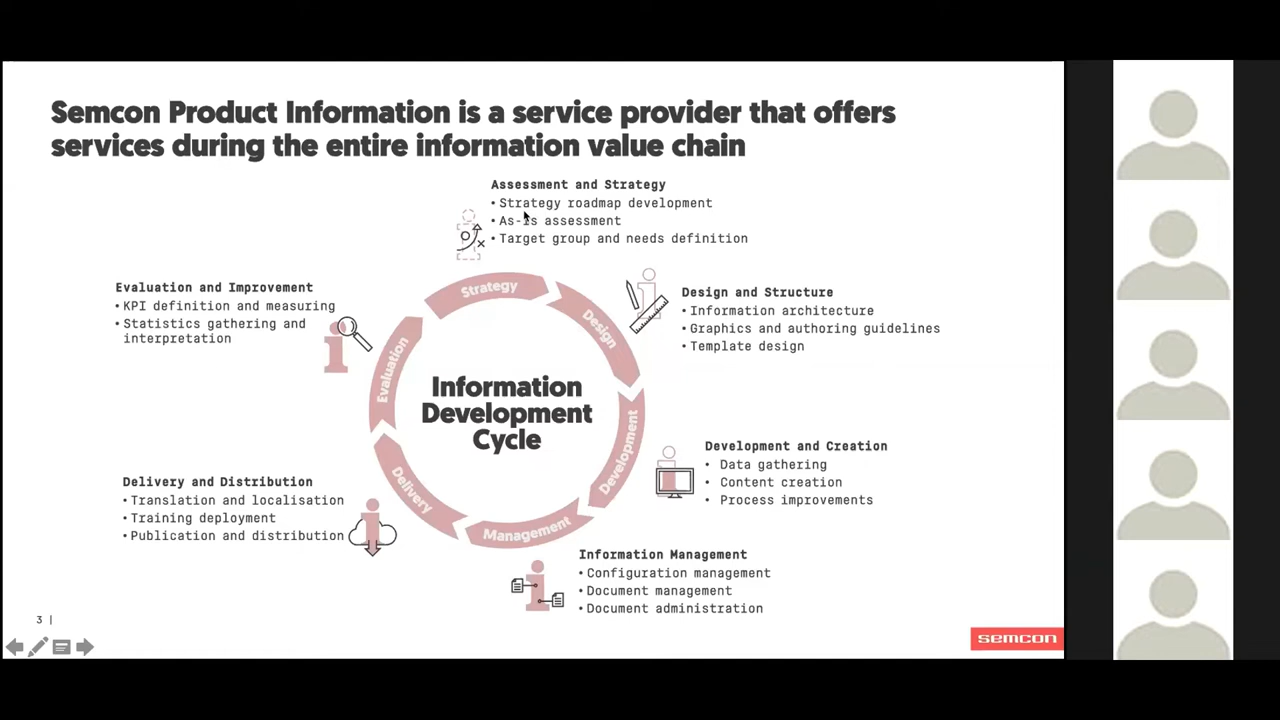 Semcon Product Information is a service provider that offers
services during the entire information value chain
Assessment and Strategy
• Strategy roadmap development
• As-is assessment
• Target group and needs definition
Evaluation and Improvement
• KPI definition and measuring
• Statistics gathering and
interpretation
Design and Structure
• Information architecture
• Graphics and authoring guidelines
• Template design
Strategy
Design
Evaluation
Information
Development
Cycle
Development
Delivery
Management
Development and Creation
• Data gathering
• Content creation
• Process improvements
Delivery and Distribution
• Translation and localisation
• Training deployment
• Publication and distribution
Information Management
• Configuration management
• Document management
• Document administration
3 |
semcon